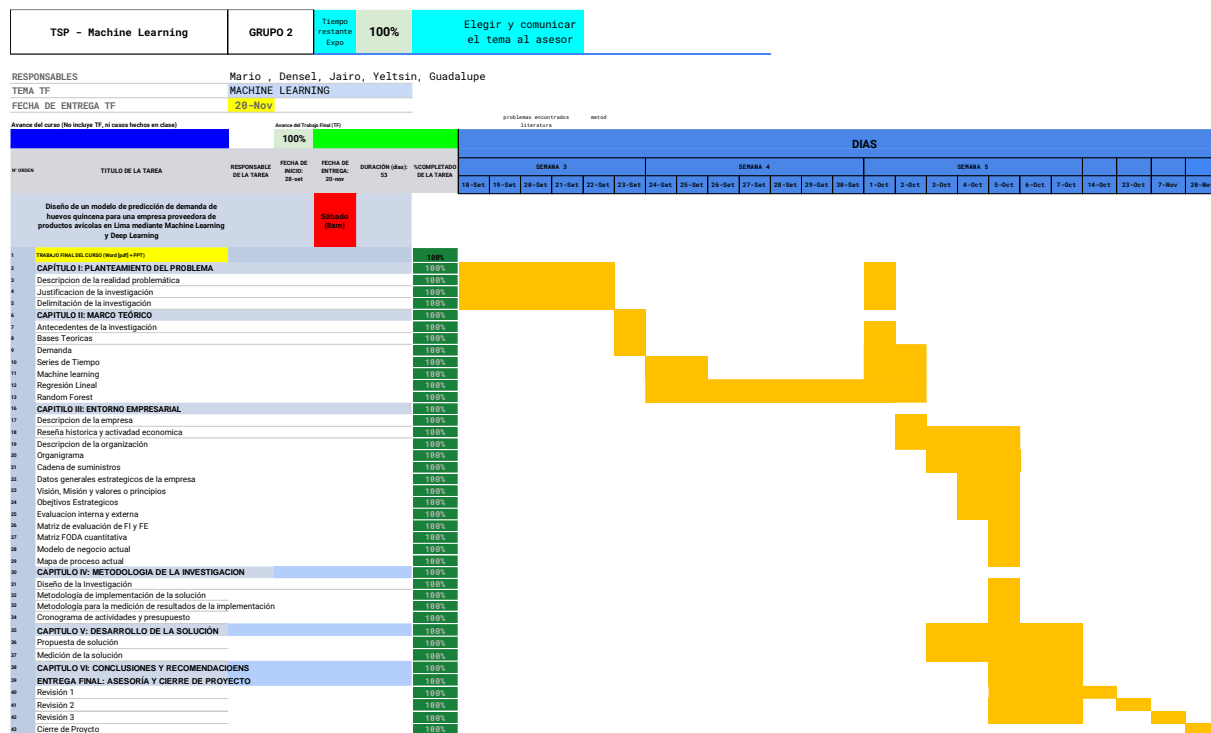 TSP - Machine Learning
GRUPO 2
Tiempo
restante
Expo
100%
Elegir y comunicar
el tema al asesor
RESPONSABLES Mario , Densel, Jairo, Yeltsin, Guadalupe
TEMA TF MACHINE LEARNING
FECHA DE ENTREGA TF 20-Nov
problemas encontrados metod
literatura
Avance del curso (No incluye TF, ni casos hechos en clase) Avance del Trabajo Final (TF)
100%
DIAS
N° ORDEN
TITULO DE LA TAREA
RESPONSABLE
DE LA TAREA
FECHA DE
INICIO:
28-set
FECHA DE
ENTREGA:
20-nov
DURACIÓN (días):
53
%COMPLETADO
DE LA TAREA
SEMANA 3 SEMANA 4 SEMANA 5
18-Set 19-Set 20-Set 21-Set 22-Set 23-Set 24-Set 25-Set 26-Set 27-Set 28-Set 29-Set 30-Set 1-Oct 2-Oct 3-Oct 4-Oct 5-Oct 6-Oct 7-Oct 14-Oct 23-Oct 7-Nov 20-No
Diseño de un modelo de predicción de demanda de
huevos quincena para una empresa proveedora de
productos avícolas en Lima mediante Machine Learning
y Deep Learning
Sábado
(8am)
1 TRABAJO FINAL DEL CURSO (Word [pdf] + PPT) 100%
2 CAPÍTULO I: PLANTEAMIENTO DEL PROBLEMA 100%
3 Descripcion de la realidad problemática 100%
4 Justificacion de la investigación 100%
5 Delimitación de la investigación 100%
6 CAPITULO II: MARCO TEÓRICO 100%
7 Antecedentes de la investigación 100%
8 Bases Teoricas 100%
9 Demanda 100%
10 Series de Tiempo 100%
11 Machine learning 100%
12 Regresión Lineal 100%
13 Random Forest 100%
16 CAPITILO III: ENTORNO EMPRESARIAL 100%
17 Descripcion de la empresa 100%
18 Reseña historica y activadad economica 100%
19 Descripcion de la organización 100%
20 Organigrama 100%
21 Cadena de suministros 100%
22 Datos generales estrategicos de la empresa 100%
23 Visión, Misión y valores o principios 100%
24 Obejtivos Estrategicos 100%
25 Evaluacion interna y externa 100%
26 Matriz de evaluación de FI y FE 100%
27 Matriz FODA cuantitativa 100%
28 Modelo de negocio actual 100%
29 Mapa de proceso actual 100%
30 CAPITULO IV: METODOLOGIA DE LA INVESTIGACION 100%
31 Diseño de la Investigación 100%
32 Metodología de implementación de la solución 100%
33 Metodología para la medición de resultados de la implementación 100%
34 Cronograma de actividades y presupuesto 100%
35 CAPITULO V: DESARROLLO DE LA SOLUCIÓN 100%
36 Propuesta de solución 100%
37 Medición de la solución 100%
38 CAPITULO VI: CONCLUSIONES Y RECOMENDACIOENS 100%
39 ENTREGA FINAL: ASESORÍA Y CIERRE DE PROYECTO 100%
40 Revisión 1 100%
41 Revisión 2 100%
42 Revisión 3 100%
43 Cierre de Proycto 100%